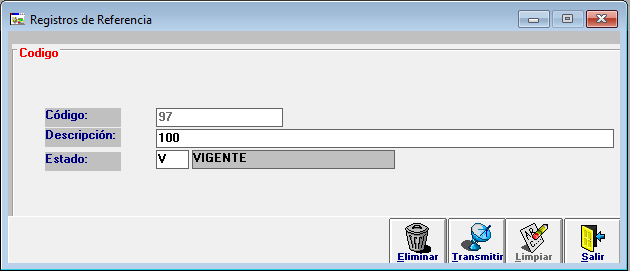 Registros de Referencia
Codigo
Código: 97
Descripción: 100
Estado: V VIGENTE
Eliminar Transmitir Limpiar Salir